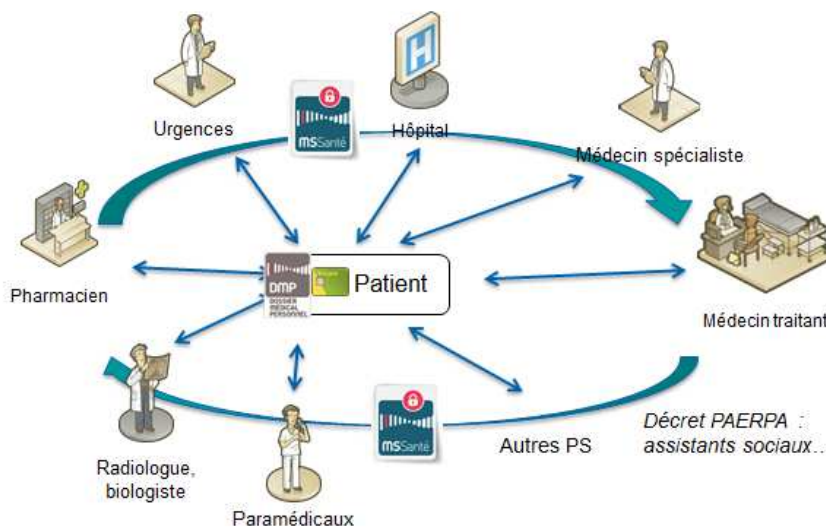 Urgences
MSSanté
H
Hôpital
Médecin spécialiste
Pharmacien
DMP
DOSSIER
MÉDICAL
PERSONNEL
Patient
Médecin traitant
Radiologue,
biologiste
Paramédicaux
MSSanté
Autres PS
Décret PAERPA :
assistants sociaux...